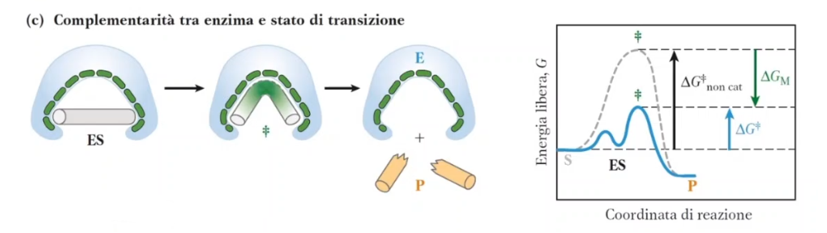 (c) Complementarità tra enzima e stato di transizione
ES
‡
E
+
P
Energia libera, G
‡
‡
ΔG‡ non cat
ΔGM
ΔG‡
S
ES
P
Coordinata di reazione